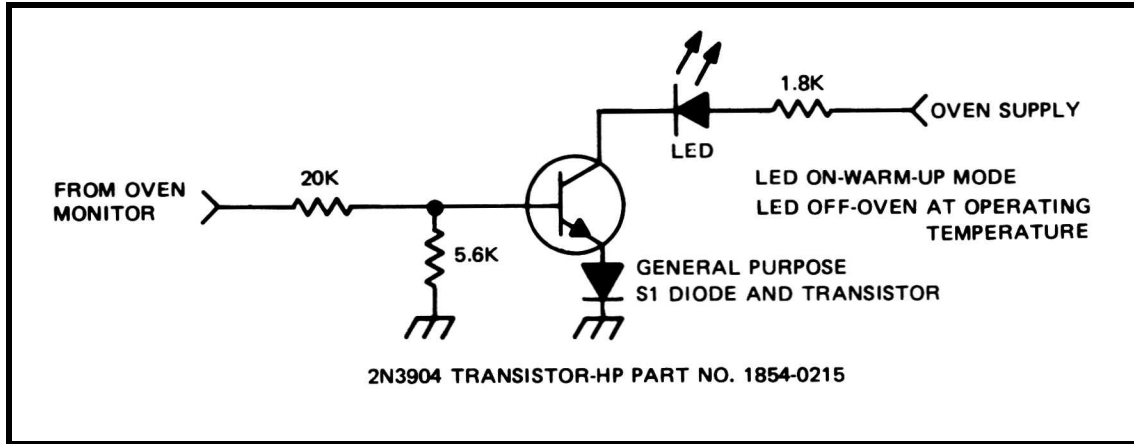 1.8K
OVEN SUPPLY
LED
20K
FROM OVEN
MONITOR
LED ON-WARM-UP MODE
LED OFF-OVEN AT OPERATING
TEMPERATURE
5.6K
GENERAL PURPOSE
S1 DIODE AND TRANSISTOR
2N3904 TRANSISTOR-HP PART NO. 1854-0215